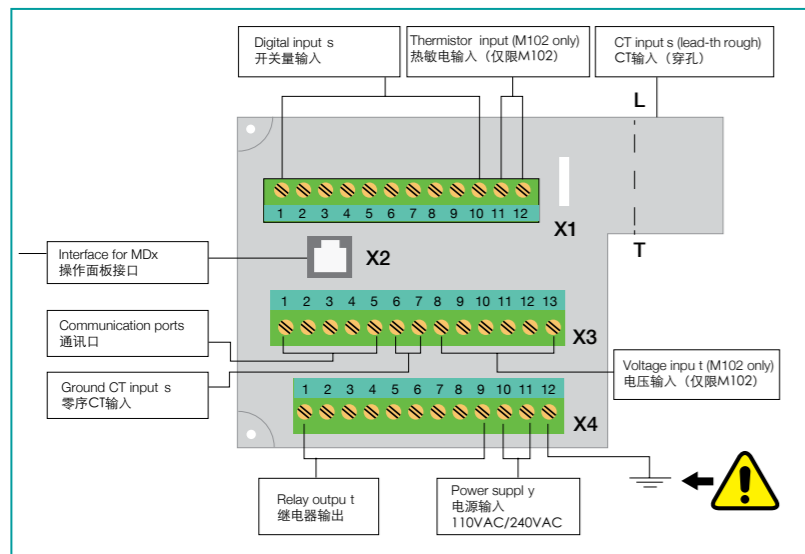 Digital input s
开关量输入
Thermistor input (M102 only)
热敏电输入（仅限M102）
CT input s (lead-th rough)
CT输入（穿孔）
L
1 2 3 4 5 6 7 8 9 10 11 12
X1
T
Interface for MDx
操作面板接口
X2
1 2 3 4 5 6 7 8 9 10 11 12 13
X3
Communication ports
通讯口
Voltage inpu t (M102 only)
电压输入（仅限M102）
Ground CT input s
零序CT输入
1 2 3 4 5 6 7 8 9 10 11 12
X4
Relay outpu t
继电器输出
Power suppl y
电源输入
110VAC/240VAC
!